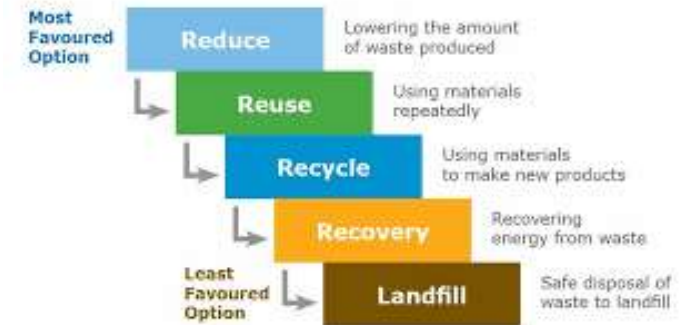 Most
Favoured
Option
Reduce
Lowering the amount
of waste produced
Reuse
Using materials
repeatedly
Recycle
Using materials
to make new products
Recovery
Recovering
energy from waste
Least
Favoured
Option
Landfill
Safe disposal of
waste to landfill